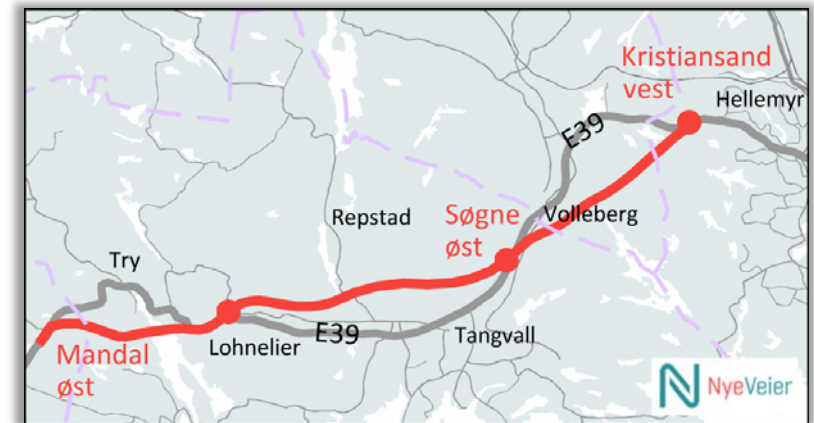 Kristiansand
vest
Hellemyr
E39
Repstad
Søgne
øst
Volleberg
Try
Lohnelier
E39
Tangvall
Mandal
øst
NyeVeier